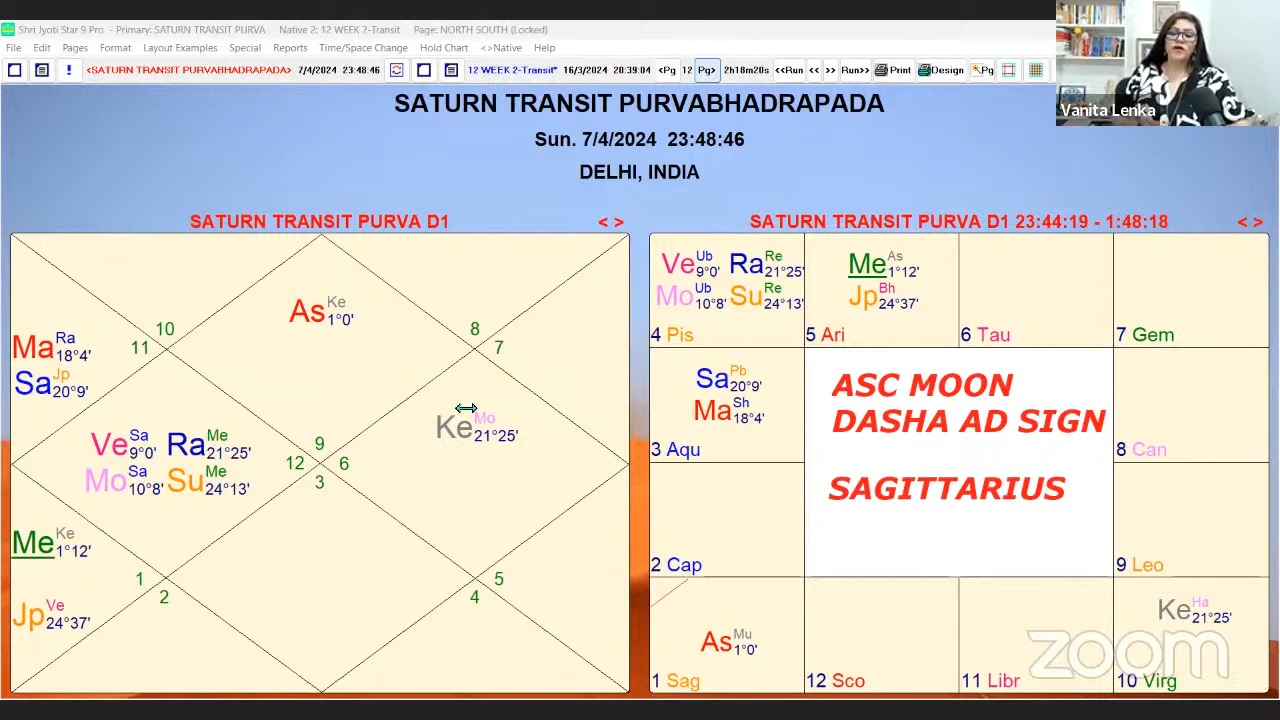 Shri Jyoti Star 9 Pro - Primary: SATURN TRANSIT PURVA Native 2: 12 WEEK 2-Transit Page: NORTH SOUTH (Locked)
File Edit Pages Format Layout Examples Special Reports Time/Space Change Hold Chart <>Native Help
! <SATURN TRANSIT PURVABHADRAPADA> 7/4/2024 23:48:46 12 WEEK 2-Transit* 16/3/2024 20:39:04 <Pg 12 Pg> 2h18m20s <<Run << >> Run>> Print Design Pg
Vanita Lenka
SATURN TRANSIT PURVABHADRAPADA
Sun. 7/4/2024 23:48:46
DELHI, INDIA
SATURN TRANSIT PURVA D1 < >
As Ke 1°0'
10 8
11 7
Ma Ra 18°4'
Sa Jp 20°9'
Ke Mo 21°25'
Ve Sa 9°0' Ra Me 21°25'
Mo Sa 10°8' Su Me 24°13'
9
12 6
3
Me Ke 1°12'
1 5
2 4
Jp Ve 24°37'
SATURN TRANSIT PURVA D1 23:44:19 - 1:48:18 < >
Ve Ub 9°0' Ra Re 21°25' Me As 1°12'
Mo Ub 10°8' Su Re 24°13' Jp Bh 24°37'
4 Pis 5 Ari 6 Tau 7 Gem
Sa Pb 20°9'
Ma Sh 18°4'
3 Aqu 8 Can
ASC MOON
DASHA AD SIGN
SAGITTARIUS
2 Cap 9 Leo
Ke Ha 21°25'
As Mu 1°0'
1 Sag 12 Sco 11 Libr 10 Virg
zoom